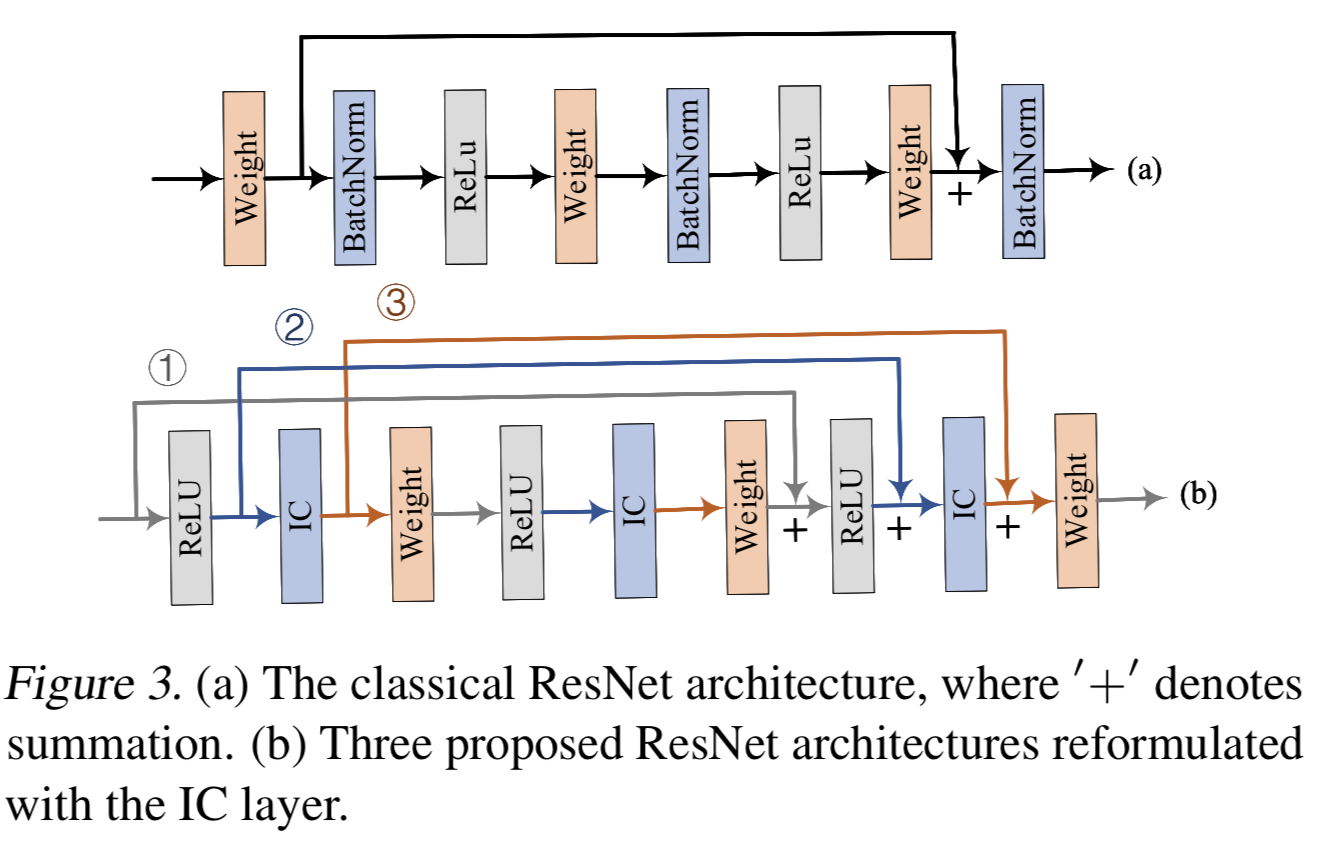 Weight
BatchNorm
ReLu
Weight
BatchNorm
ReLu
Weight
+
BatchNorm
(a)
①
②
③
ReLU
IC
Weight
ReLU
IC
Weight
+
ReLU
+
IC
+
Weight
(b)
Figure 3. (a) The classical ResNet architecture, where ′+′ denotes
summation. (b) Three proposed ResNet architectures reformulated
with the IC layer.